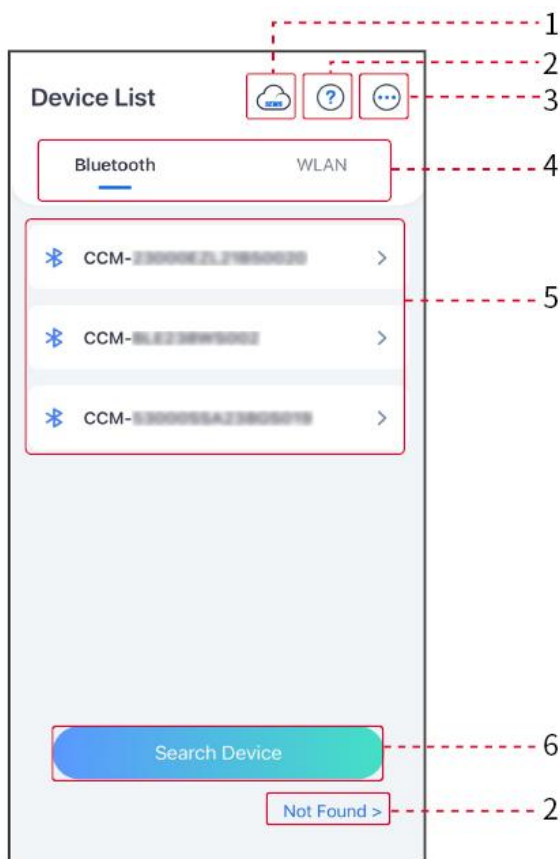 1
2
Device List
?
3
Bluetooth WLAN
4
CCM-
5
CCM-
CCM-
Search Device
6
Not Found >
2